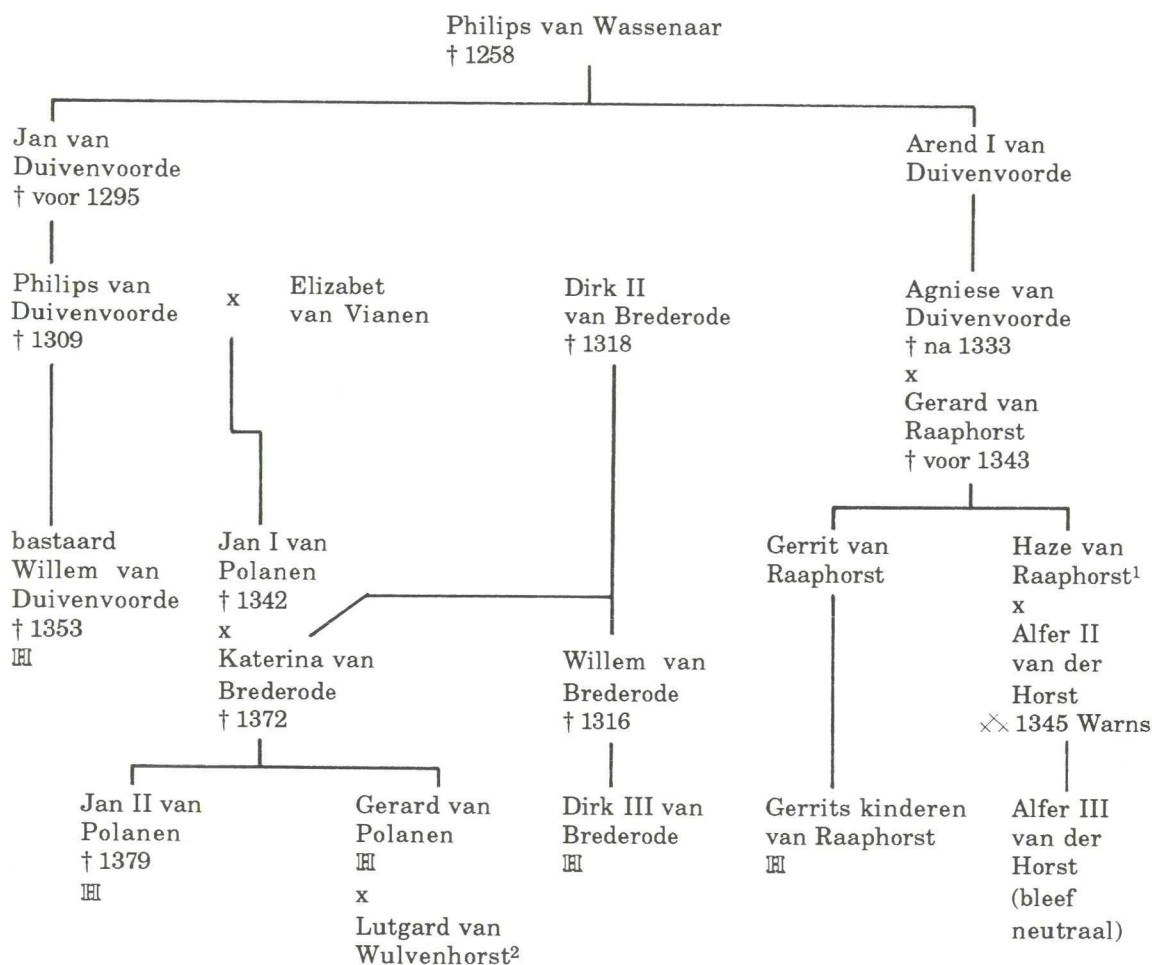 Philips van Wassenaar
† 1258
Jan van
Duivenvoorde
† voor 1295
Arend I van
Duivenvoorde
Philips van
Duivenvoorde
† 1309
x
Elizabet
van Vianen
Dirk II
van Brederode
† 1318
Agniese van
Duivenvoorde
† na 1333
x
Gerard van
Raaphorst
† voor 1343
bastaard
Willem van
Duivenvoorde
† 1353
H
Jan I van
Polanen
† 1342
x
Katerina van
Brederode
† 1372
Willem van
Brederode
† 1316
Gerrit van
Raaphorst
Haze van
Raaphorst¹
x
Alfer II
van der
Horst
1345 Warns
Jan II van
Polanen
† 1379
H
Gerard van
Polanen
H
x
Lutgard van
Wulvenhorst²
Dirk III van
Brederode
H
Gerrits kinderen
van Raaphorst
H
Alfer III
van der
Horst
(bleef
neutraal)